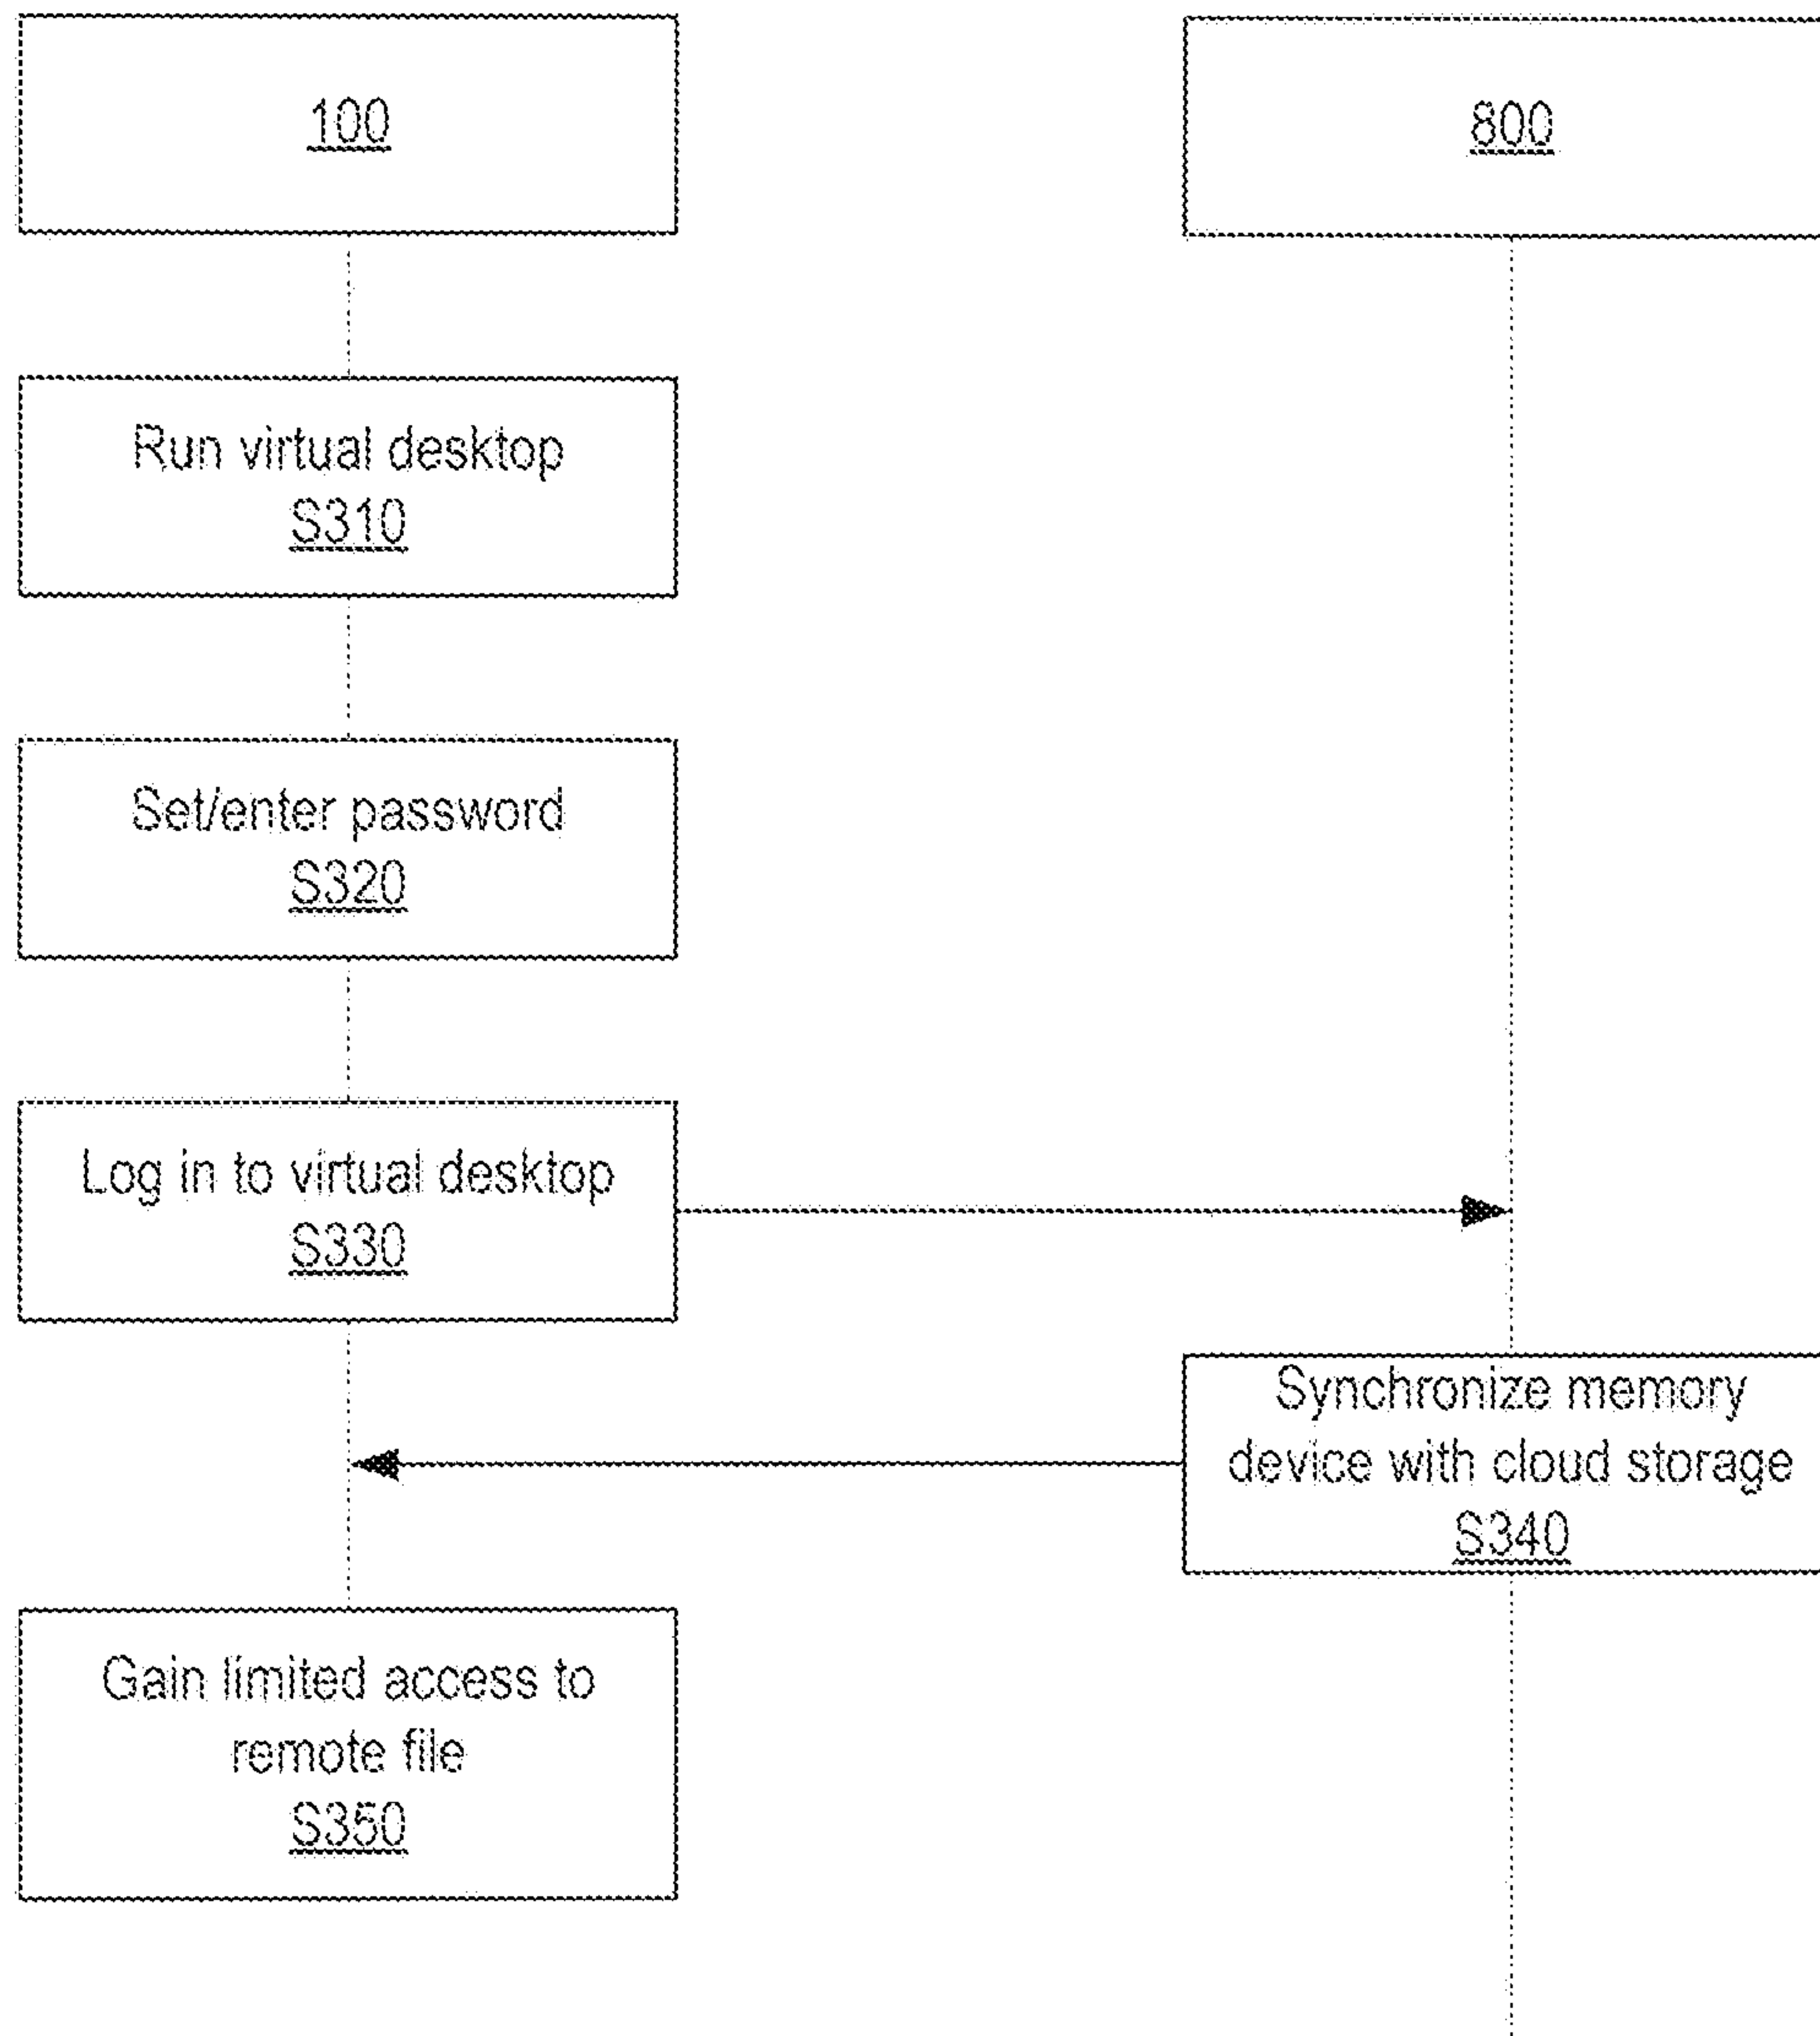 100
800
Run virtual desktop
S310
Set/enter password
S320
Log in to virtual desktop
S330
Synchronize memory
device with cloud storage
S340
Gain limited access to
remote file
S350